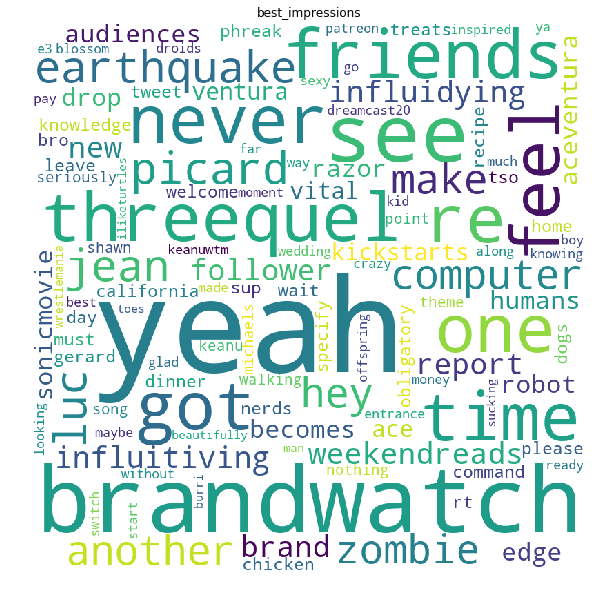 best_impressions
audiences
phreak
patreon
treats
inspired
ya
e3
blossom
droids
friends
earthquake
tweet
ventura
sexy
go
influidying
drop
knowledge
never
dreamcast20
see
recipe
aceventura
feel
bro
new
leave
seriously
iliketurtles
picard
far
way
razor
much
make
tso
welcome
moment
vital
kid
point
home
boy
threequel
re
knowing
shawn
keanuwtm
wedding
kickstarts
along
jean
follower
crazy
computer
sonicmovie
wrestlemania
california
made
sup
wait
theme
humans
best
toes
day
yeah
michaels
specify
offspring
obligatory
one
dogs
must
gerard
luc
glad
keanu
dinner
walking
hey
money
report
robot
sucking
song
got
nerds
ace
entrance
time
looking
maybe
beautifully
becomes
man
weekendreads
please
influitiving
nothing
command
ready
without
switch
start
burri
rt
brandwatch
another
brand
chicken
zombie
edge
pay